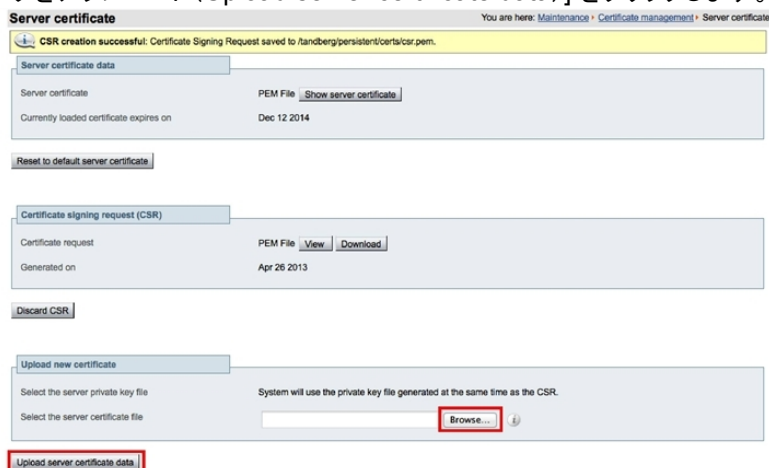 Server certificate
You are here: Maintenance › Certificate management › Server certificate
CSR creation successful: Certificate Signing Request saved to /tandberg/persistent/certs/csr.pem.
Server certificate data
Server certificate PEM File Show server certificate
Currently loaded certificate expires on Dec 12 2014
Reset to default server certificate
Certificate signing request (CSR)
Certificate request PEM File View Download
Generated on Apr 26 2013
Discard CSR
Upload new certificate
Select the server private key file System will use the private key file generated at the same time as the CSR.
Select the server certificate file Browse... i
Upload server certificate data